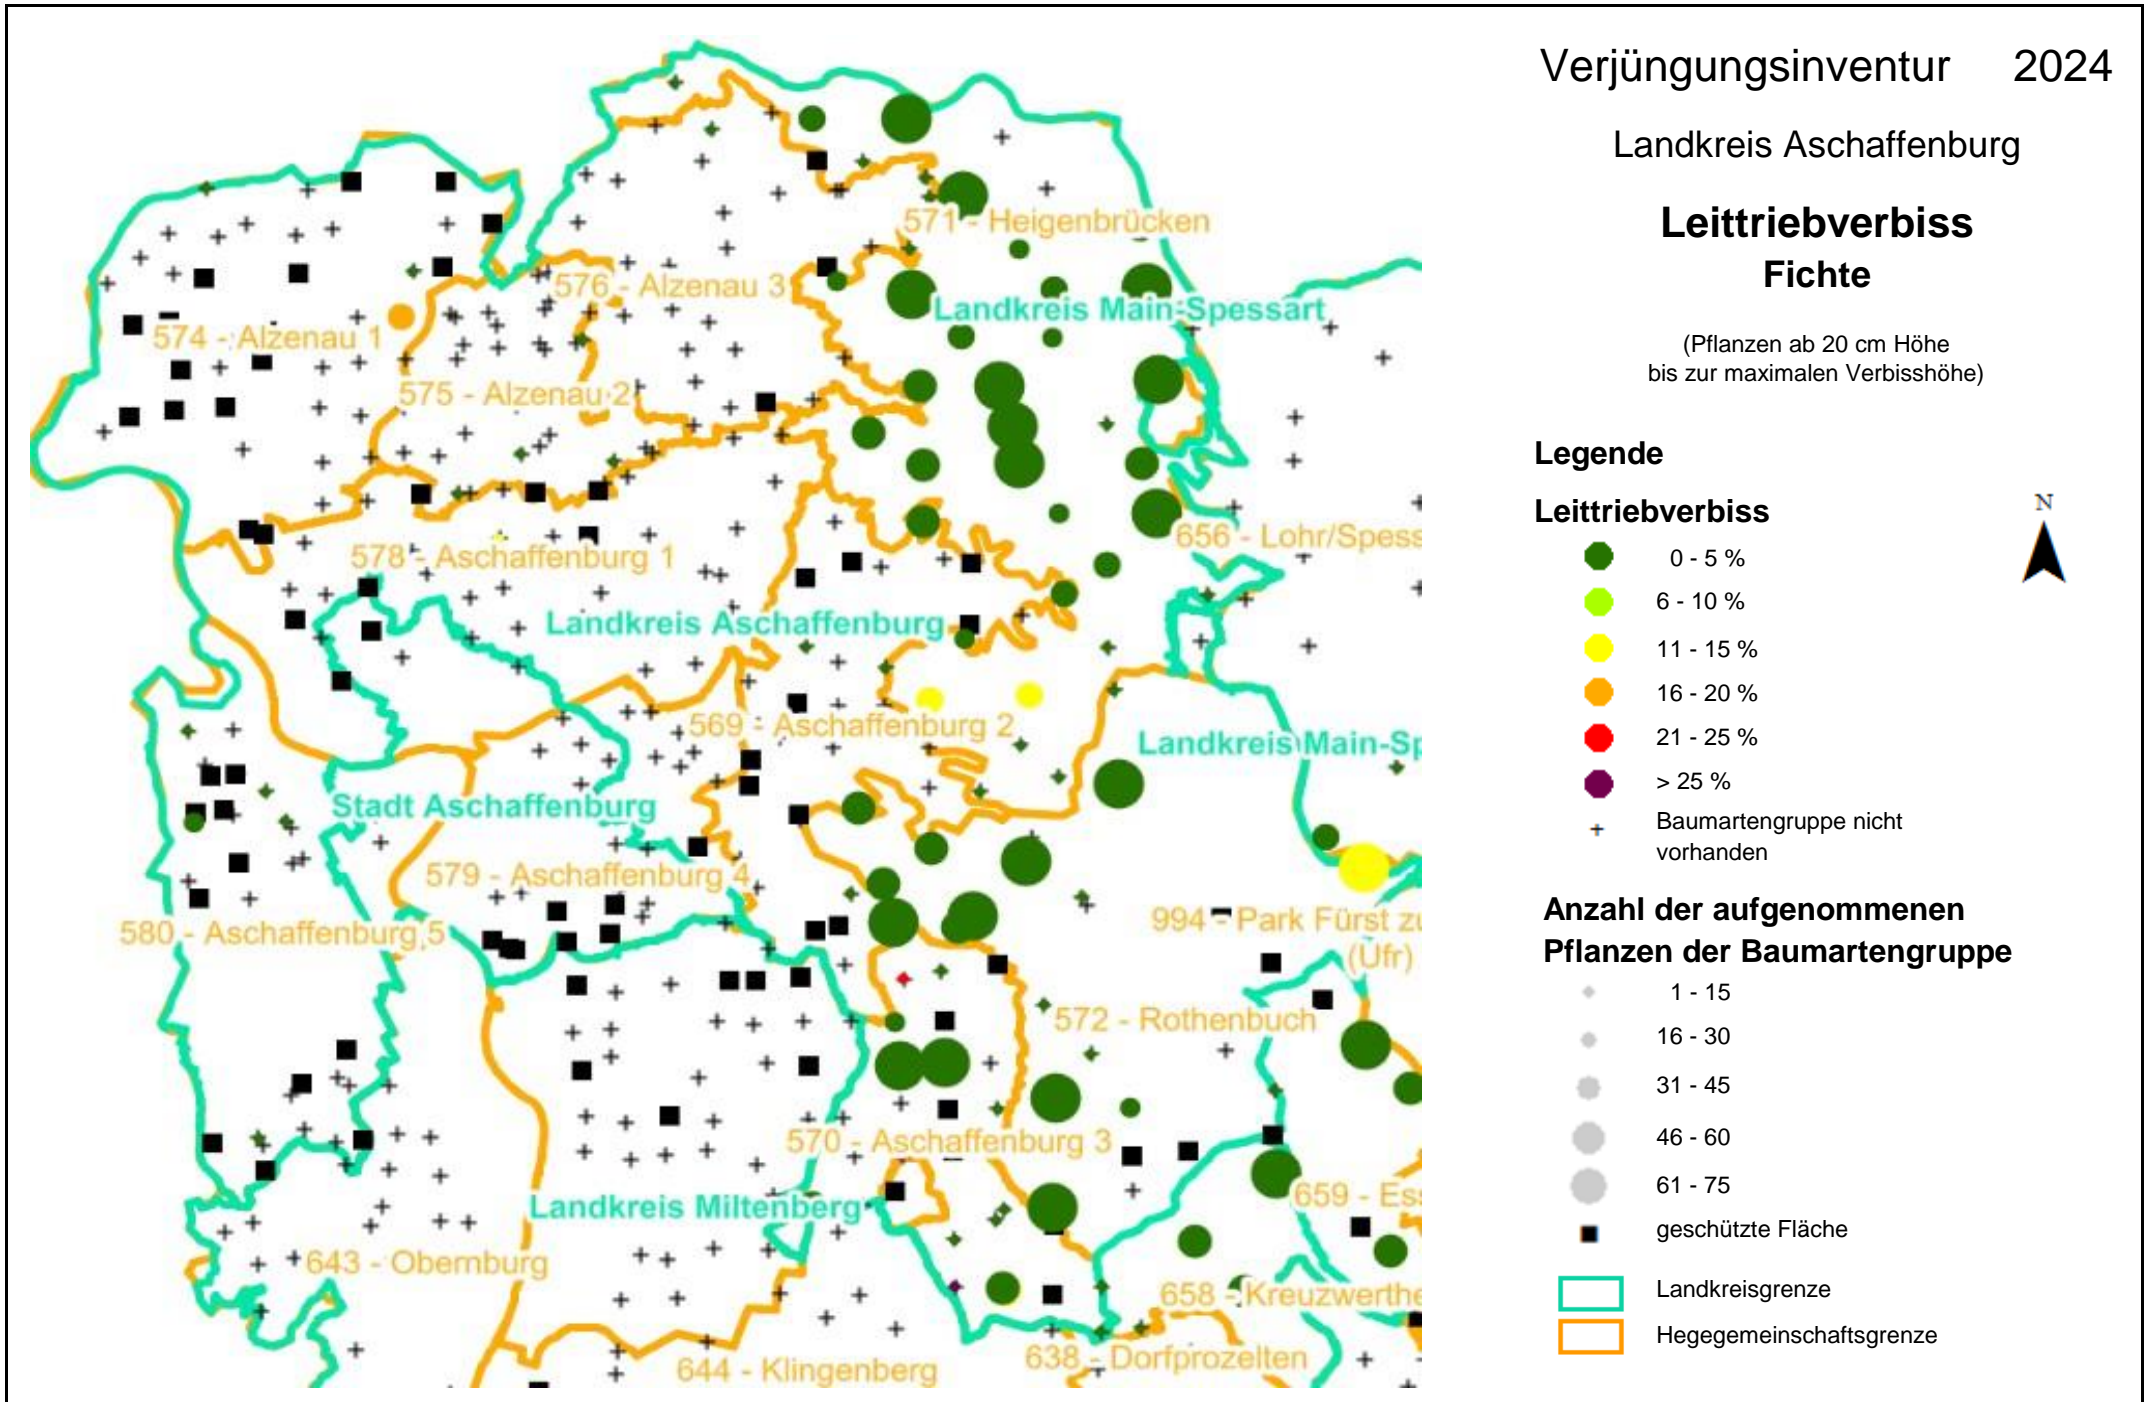 Verjüngungsinventur 2024
Landkreis Aschaffenburg
Leittriebverbiss
Fichte
(Pflanzen ab 20 cm Höhe
bis zur maximalen Verbisshöhe)
Legende
Leittriebverbiss
N
0 - 5 %
6 - 10 %
11 - 15 %
16 - 20 %
21 - 25 %
> 25 %
Baumartengruppe nicht
vorhanden
Anzahl der aufgenommenen
Pflanzen der Baumartengruppe
1 - 15
16 - 30
31 - 45
46 - 60
61 - 75
geschützte Fläche
Landkreisgrenze
Hegegemeinschaftsgrenze
571 - Heigenbrücken
576 - Alzenau 3
Landkreis Main-Spessart
574 - Alzenau 1
575 - Alzenau 2
656 - Lohr/Spess
578 - Aschaffenburg 1
Landkreis Aschaffenburg
569 - Aschaffenburg 2
Landkreis Main-Sp
Stadt Aschaffenburg
579 - Aschaffenburg 4
994 - Park Fürst zu
(Ufr)
580 - Aschaffenburg 5
572 - Rothenbuch
570 - Aschaffenburg 3
Landkreis Miltenberg
659 - Ess
643 - Obernburg
658 - Kreuzwerthe
638 - Dorfprozelten
644 - Klingenberg